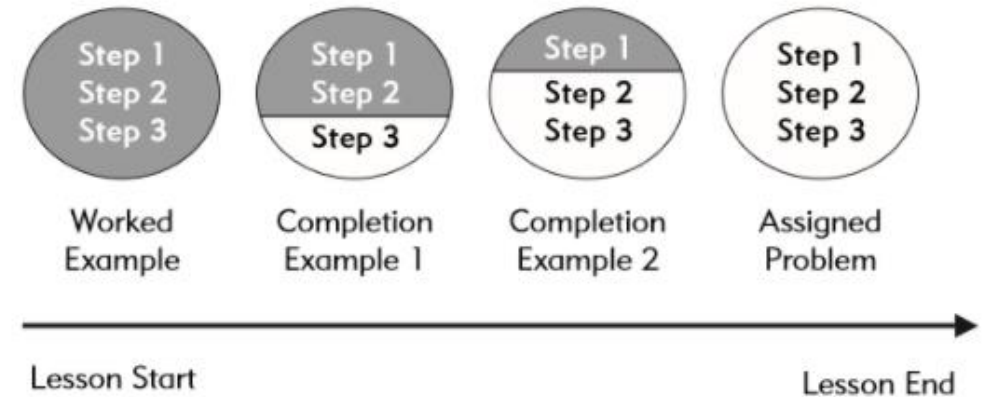 Step 1
Step 2
Step 3
Step 1
Step 2
Step 3
Step 1
Step 2
Step 3
Step 1
Step 2
Step 3
Worked
Example
Completion
Example 1
Completion
Example 2
Assigned
Problem
Lesson Start
Lesson End